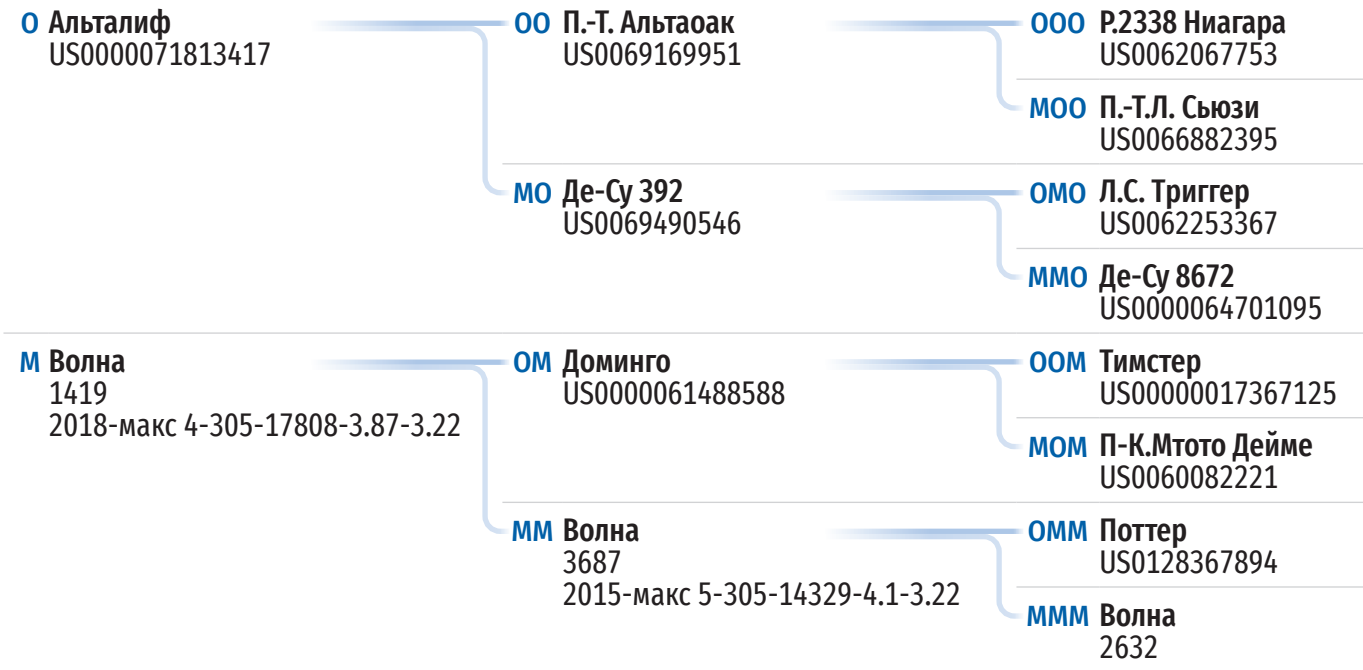 О Альталиф
US0000071813417
ОО П.-Т. Альтаоак
US0069169951
ООО Р.2338 Ниагара
US0062067753
МОО П.-Т.Л. Сьюзи
US0066882395
МО Де-Су 392
US0069490546
ОМО Л.С. Триггер
US0062253367
ММО Де-Су 8672
US0000064701095
М Волна
1419
2018-макс 4-305-17808-3.87-3.22
ОМ Доминго
US0000061488588
ООМ Тимстер
US00000017367125
МОМ П-К.Мтото Дейме
US0060082221
ММ Волна
3687
2015-макс 5-305-14329-4.1-3.22
ОММ Поттер
US0128367894
МММ Волна
2632